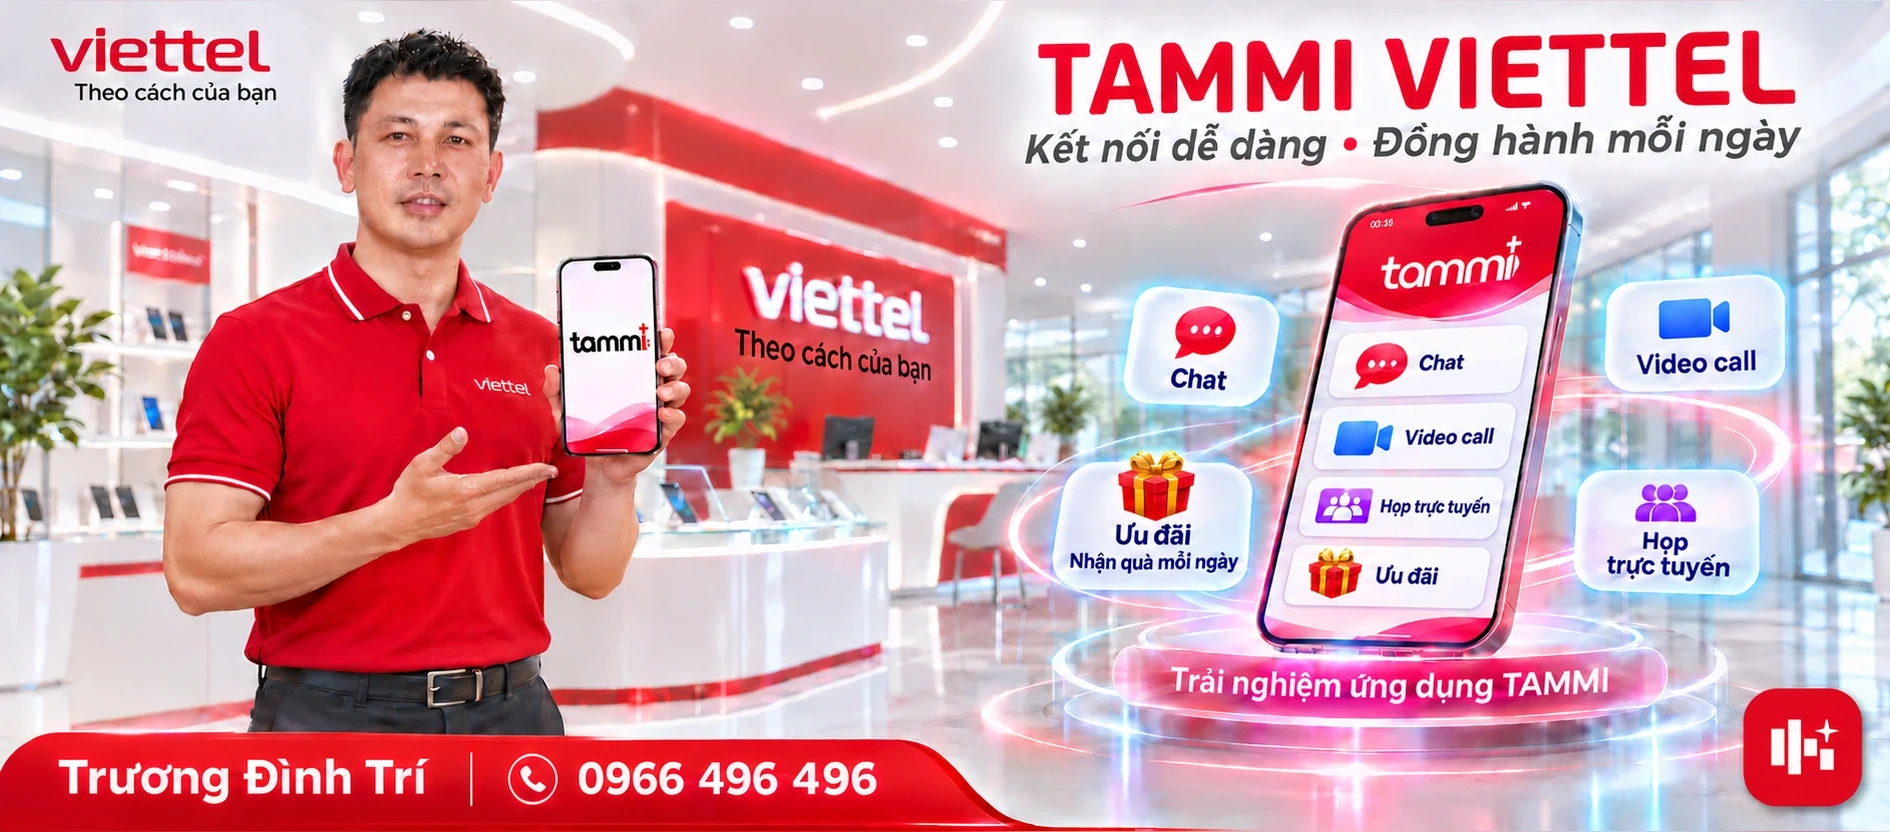 viettel
Theo cách của bạn
TAMMI VIETTEL
Kết nối dễ dàng • Đồng hành mỗi ngày
viettel
Theo cách của bạn
viettel
tammi
00:36
tammi
Chat
Video call
Họp trực tuyến
Ưu đãi
Chat
Video call
Ưu đãi
Nhận quà mỗi ngày
Họp
trực tuyến
Trải nghiệm ứng dụng TAMMI
Trương Đình Trí
0966 496 496